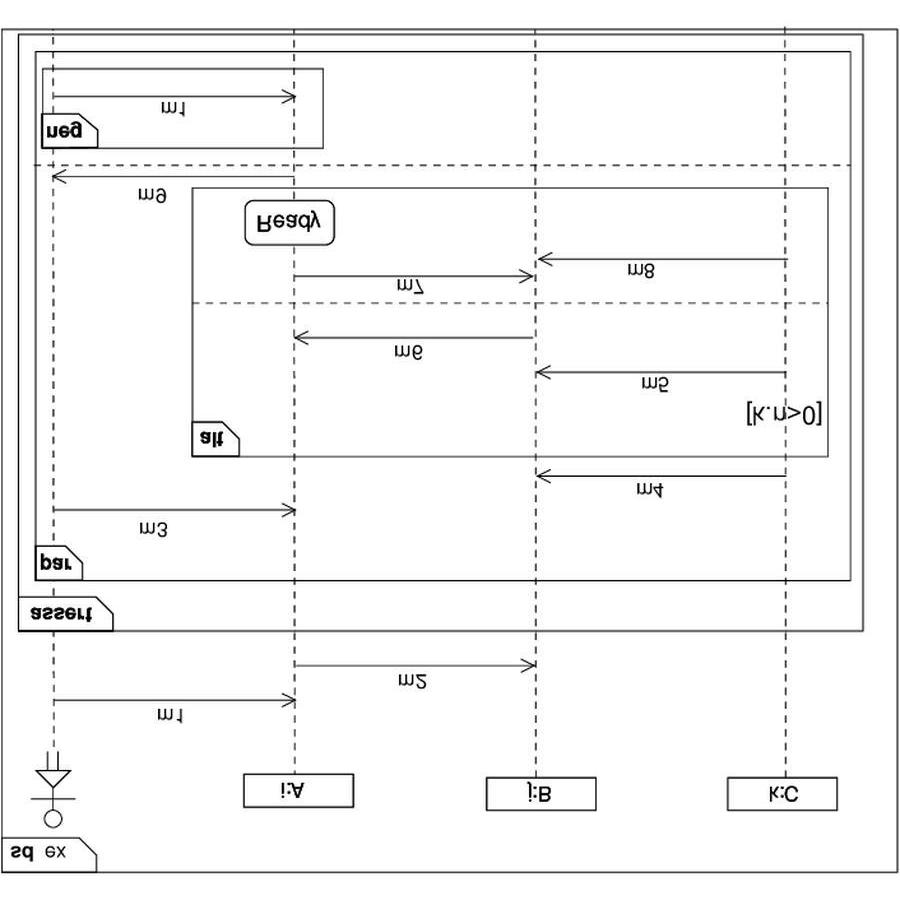 sd ex
i:A
j:B
k:C
m1
m2
assert
par
m3
m4
alt
[k.n>0]
m5
m6
m7
m8
Ready
m9
neg
m1